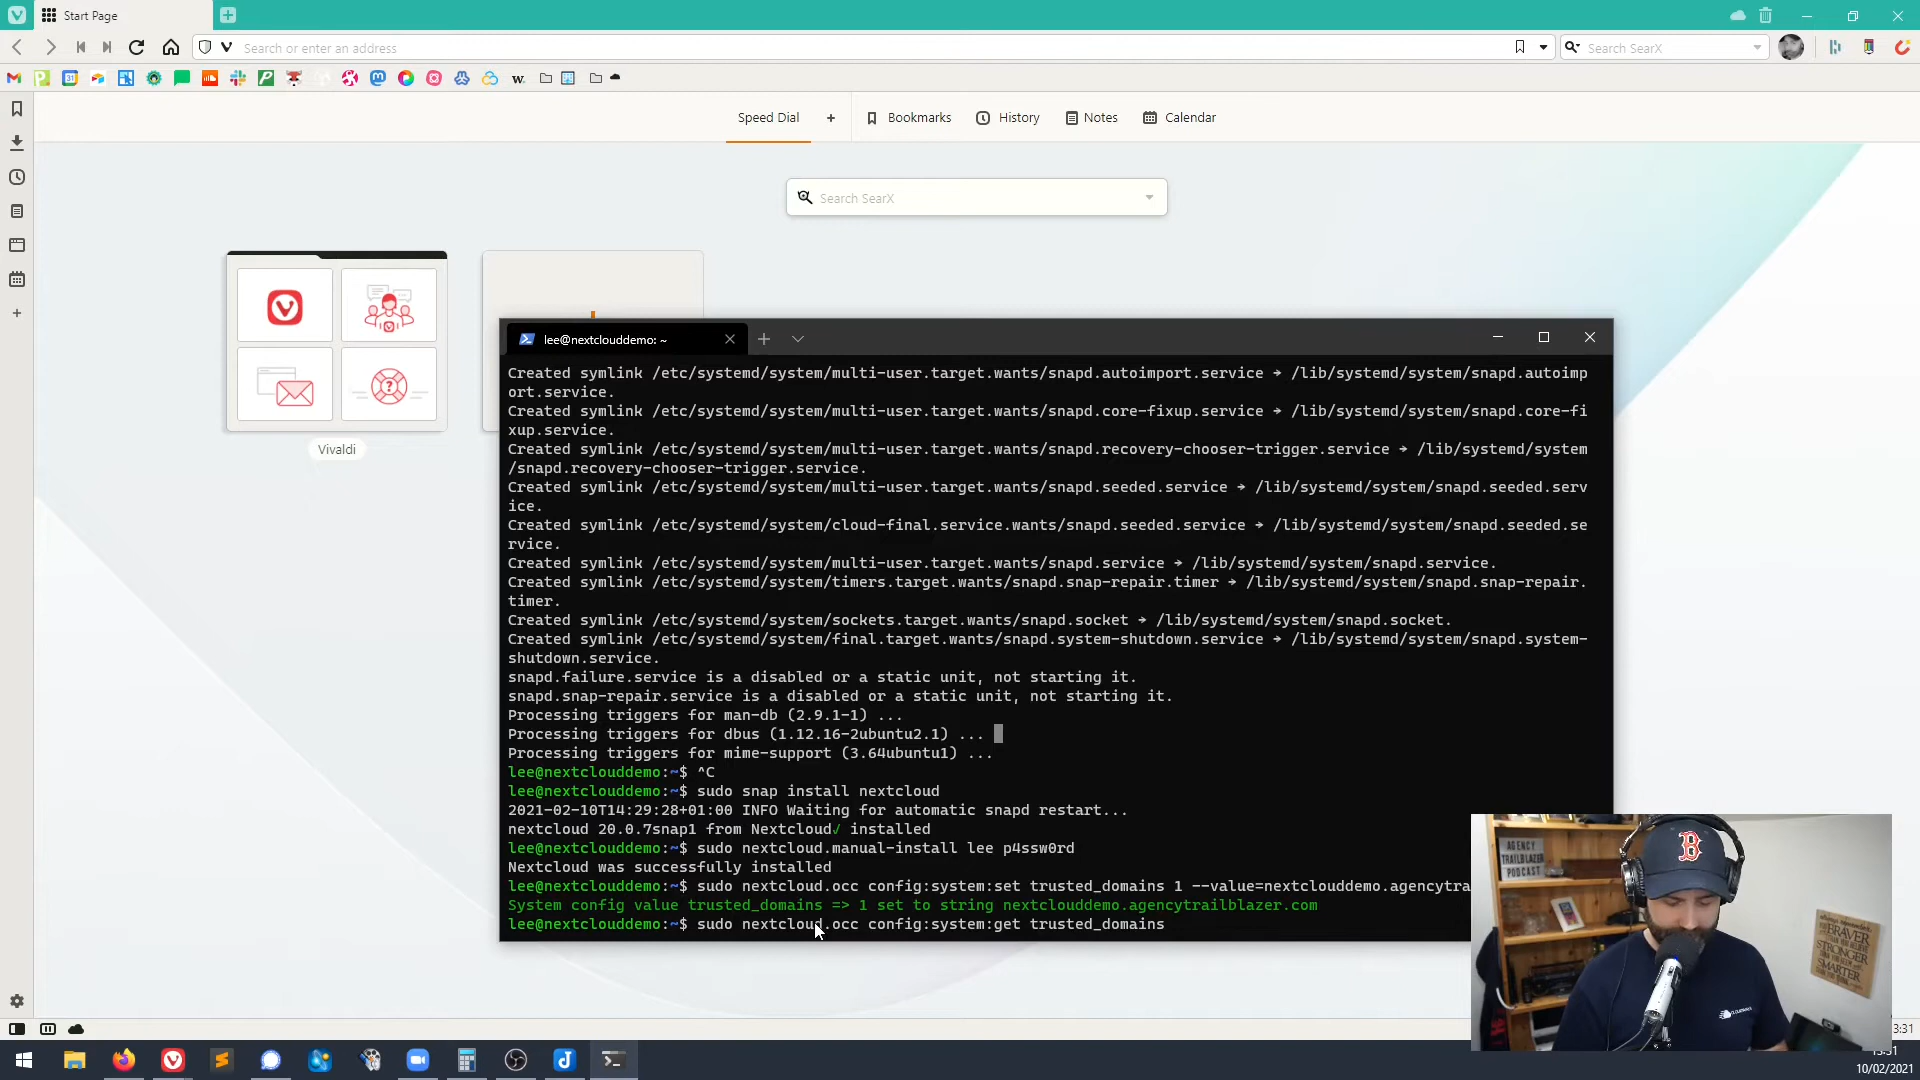 Start Page
Search or enter an address
Search SearX
31
w.
Speed Dial
Bookmarks
History
Notes
Calendar
Search SearX
Vivaldi
lee@nextclouddemo: ~
Created symlink /etc/systemd/system/multi-user.target.wants/snapd.autoimport.service → /lib/systemd/system/snapd.autoimp
ort.service.
Created symlink /etc/systemd/system/multi-user.target.wants/snapd.core-fixup.service → /lib/systemd/system/snapd.core-fi
xup.service.
Created symlink /etc/systemd/system/multi-user.target.wants/snapd.recovery-chooser-trigger.service → /lib/systemd/system
/snapd.recovery-chooser-trigger.service.
Created symlink /etc/systemd/system/multi-user.target.wants/snapd.seeded.service → /lib/systemd/system/snapd.seeded.serv
ice.
Created symlink /etc/systemd/system/cloud-final.service.wants/snapd.seeded.service → /lib/systemd/system/snapd.seeded.se
rvice.
Created symlink /etc/systemd/system/multi-user.target.wants/snapd.service → /lib/systemd/system/snapd.service.
Created symlink /etc/systemd/system/timers.target.wants/snapd.snap-repair.timer → /lib/systemd/system/snapd.snap-repair.
timer.
Created symlink /etc/systemd/system/sockets.target.wants/snapd.socket → /lib/systemd/system/snapd.socket.
Created symlink /etc/systemd/system/final.target.wants/snapd.system-shutdown.service → /lib/systemd/system/snapd.system-
shutdown.service.
snapd.failure.service is a disabled or a static unit, not starting it.
snapd.snap-repair.service is a disabled or a static unit, not starting it.
Processing triggers for man-db (2.9.1-1) ...
Processing triggers for dbus (1.12.16-2ubuntu2.1) ...
Processing triggers for mime-support (3.64ubuntu1) ...
lee@nextclouddemo:~$ ^C
lee@nextclouddemo:~$ sudo snap install nextcloud
2021-02-10T14:29:28+01:00 INFO Waiting for automatic snapd restart...
nextcloud 20.0.7snap1 from Nextcloud✓ installed
lee@nextclouddemo:~$ sudo nextcloud.manual-install lee p4ssw0rd
Nextcloud was successfully installed
lee@nextclouddemo:~$ sudo nextcloud.occ config:system:set trusted_domains 1 --value=nextclouddemo.agencytra
System config value trusted_domains => 1 set to string nextclouddemo.agencytrailblazer.com
lee@nextclouddemo:~$ sudo nextcloud.occ config:system:get trusted_domains
AGENCY
TRAILBLAZER
PODCAST
B
BRAVER
STRONGER
SMARTER
3:31
13:31
10/02/2021